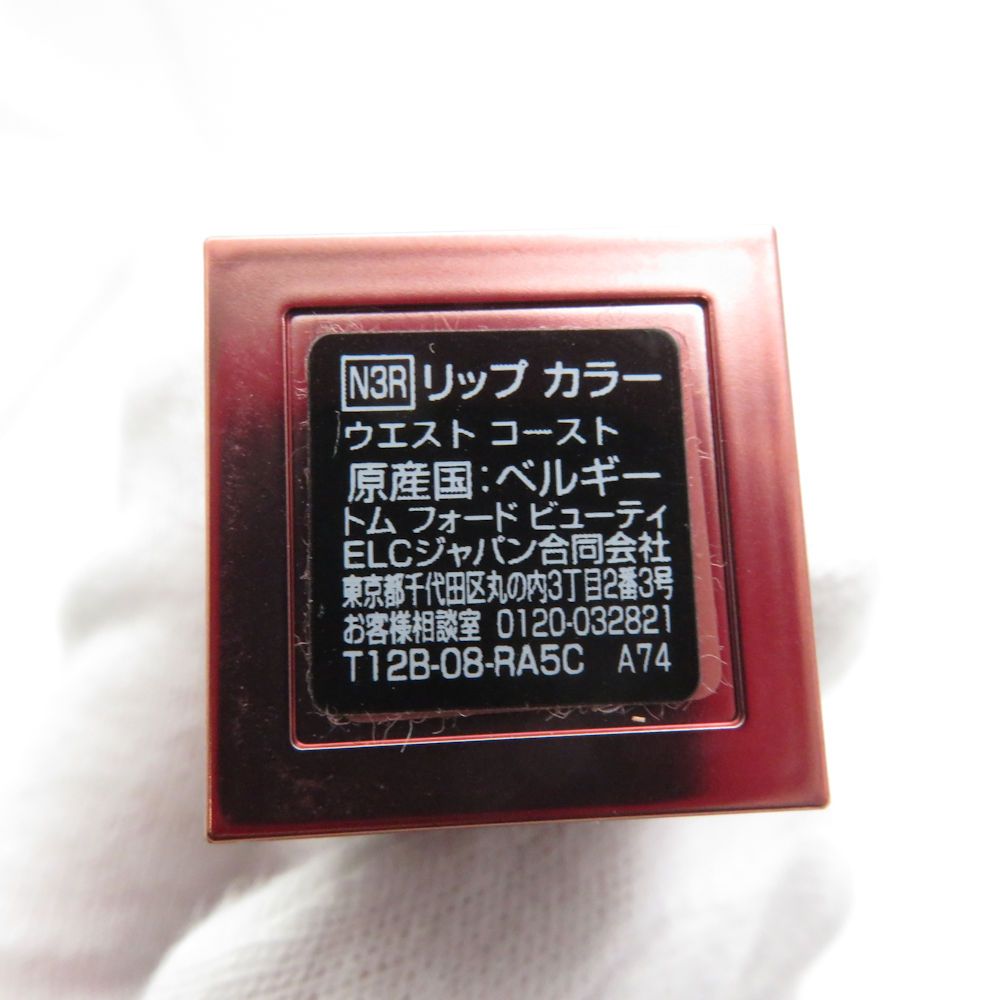 N3R リップ カラー
ウエスト コースト
原産国:ベルギー
トム フォード ビューティ
ELCジャパン合同会社
東京都千代田区丸の内3丁目2番3号
お客様相談室 0120-032821
T12B-08-RA5C A74